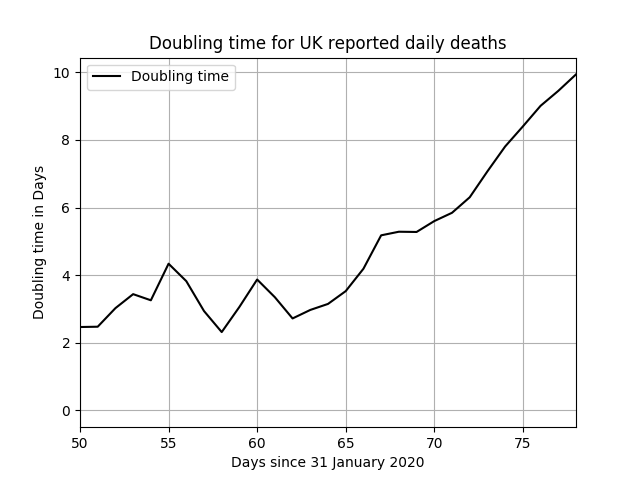 Doubling time for UK reported daily deaths
Doubling time
10
8
6
4
2
0
Doubling time in Days
50 55 60 65 70 75
Days since 31 January 2020